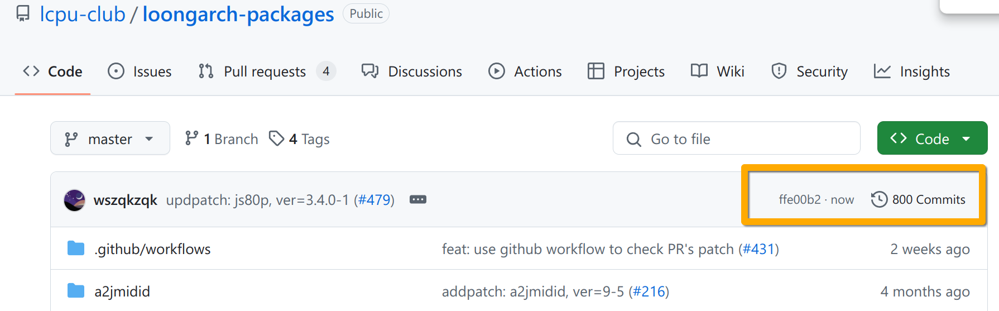 lcpu-club / loongarch-packages Public
Code Issues Pull requests 4 Discussions Actions Projects Wiki Security Insights
master 1 Branch 4 Tags Go to file Code
wszqkzqk updpatch: js80p, ver=3.4.0-1 (#479) ffe00b2 · now 800 Commits
.github/workflows feat: use github workflow to check PR's patch (#431) 2 weeks ago
a2jmidid addpatch: a2jmidid, ver=9-5 (#216) 4 months ago